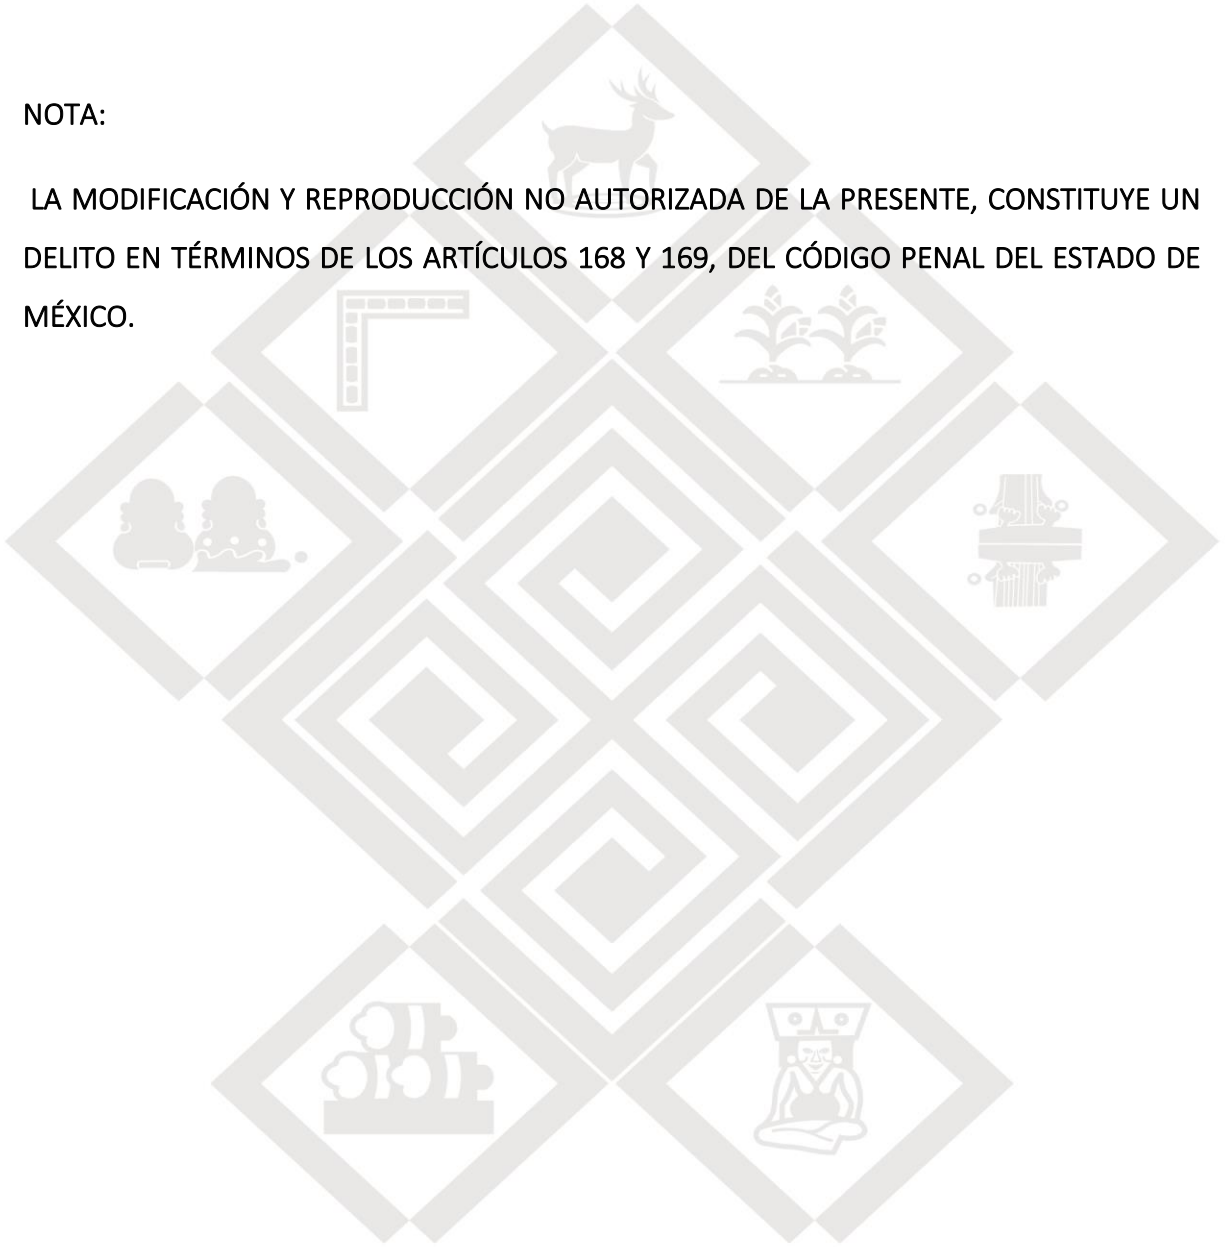 NOTA:
LA MODIFICACIÓN Y REPRODUCCIÓN NO AUTORIZADA DE LA PRESENTE, CONSTITUYE UN
DELITO EN TÉRMINOS DE LOS ARTÍCULOS 168 Y 169, DEL CÓDIGO PENAL DEL ESTADO DE
MÉXICO.